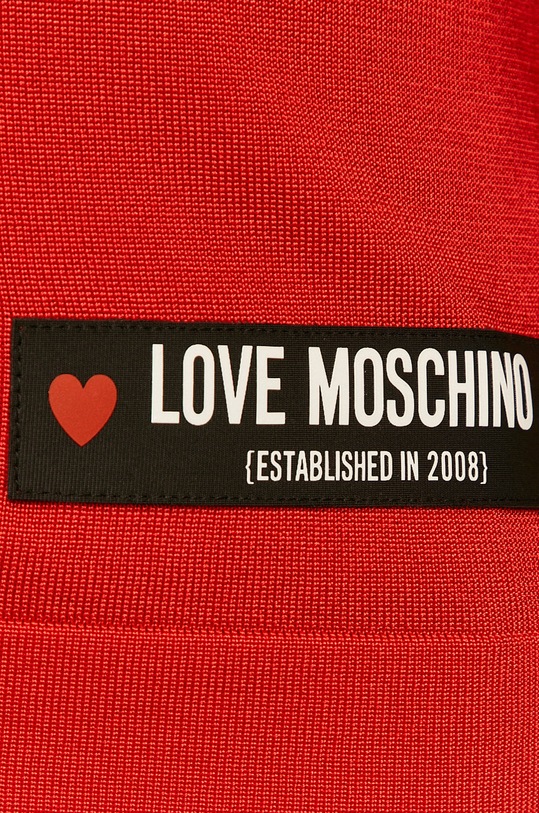 LOVE MOSCHINO
{ESTABLISHED IN 2008}